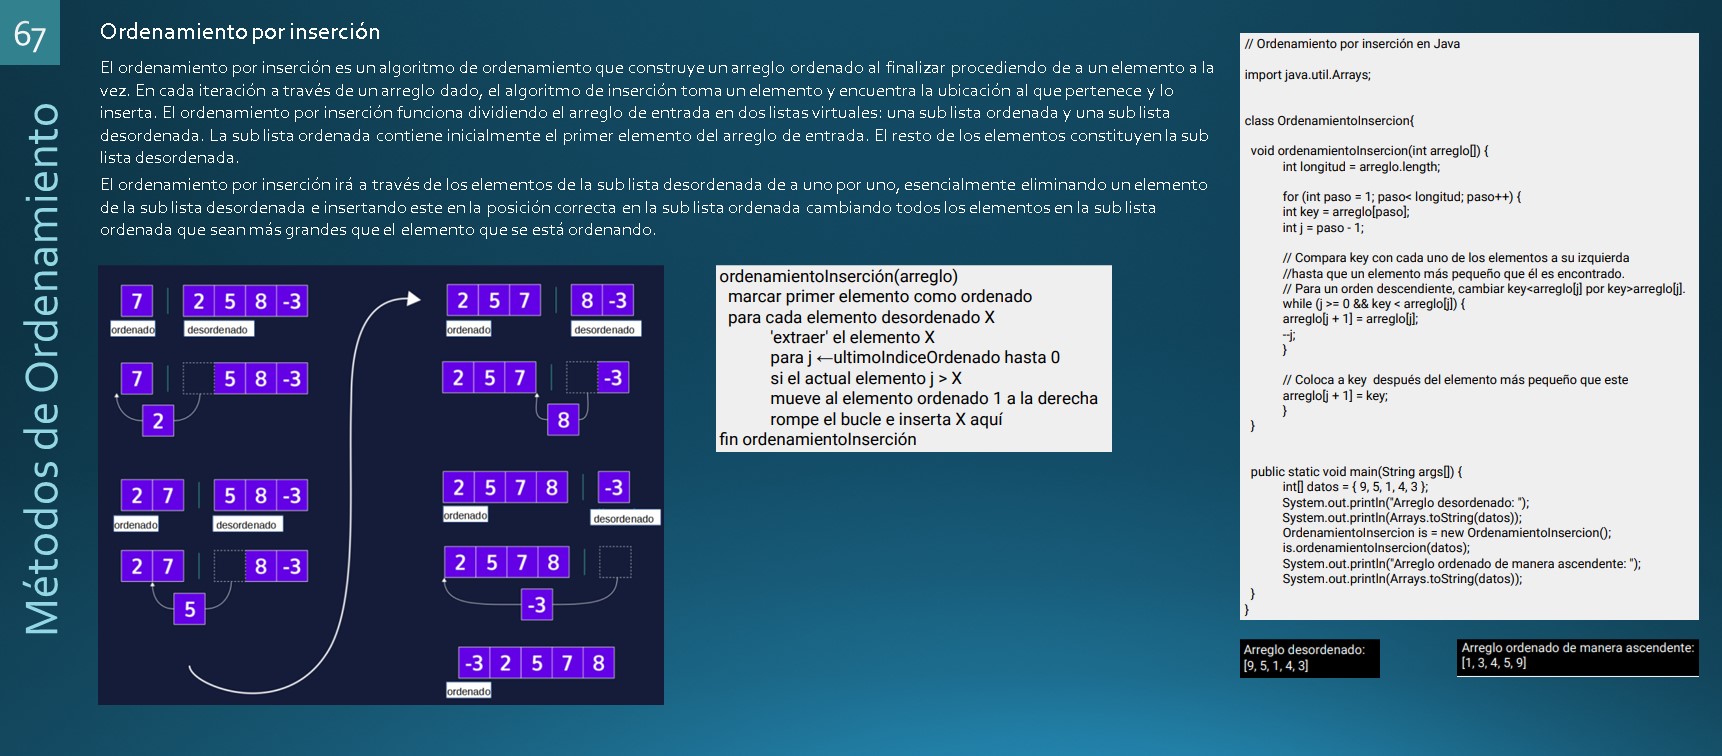 67
Métodos de Ordenamiento
Ordenamiento por inserción
El ordenamiento por inserción es un algoritmo de ordenamiento que construye un arreglo ordenado al finalizar procediendo de a un elemento a la
vez. En cada iteración a través de un arreglo dado, el algoritmo de inserción toma un elemento y encuentra la ubicación al que pertenece y lo
inserta. El ordenamiento por inserción funciona dividiendo el arreglo de entrada en dos listas virtuales: una sub lista ordenada y una sub lista
desordenada. La sub lista ordenada contiene inicialmente el primer elemento del arreglo de entrada. El resto de los elementos constituyen la sub
lista desordenada.
El ordenamiento por inserción irá a través de los elementos de la sub lista desordenada de a uno por uno, esencialmente eliminando un elemento
de la sub lista desordenada e insertando este en la posición correcta en la sub lista ordenada cambiando todos los elementos en la sub lista
ordenada que sean más grandes que el elemento que se está ordenando.
7 2 5 8 -3
ordenado desordenado
7 5 8 -3
2
2 7 5 8 -3
ordenado desordenado
2 7 8 -3
5
2 5 7 8 -3
ordenado desordenado
2 5 7 -3
8
2 5 7 8 -3
ordenado desordenado
2 5 7 8
-3
-3 2 5 7 8
ordenado
ordenamientoInserción(arreglo)
marcar primer elemento como ordenado
para cada elemento desordenado X
'extraer' el elemento X
para j ←ultimoIndiceOrdenado hasta 0
si el actual elemento j > X
mueve al elemento ordenado 1 a la derecha
rompe el bucle e inserta X aquí
fin ordenamientoInserción
// Ordenamiento por inserción en Java
import java.util.Arrays;
class OrdenamientoInsercion{
void ordenamientoInsercion(int arreglo[]) {
int longitud = arreglo.length;
for (int paso = 1; paso< longitud; paso++) {
int key = arreglo[paso];
int j = paso - 1;
// Compara key con cada uno de los elementos a su izquierda
//hasta que un elemento más pequeño que él es encontrado.
// Para un orden descendiente, cambiar key<arreglo[j] por key>arreglo[j].
while (j >= 0 && key < arreglo[j]) {
arreglo[j + 1] = arreglo[j];
--j;
}
// Coloca a key  después del elemento más pequeño que este
arreglo[j + 1] = key;
}
}
public static void main(String args[]) {
int[] datos = { 9, 5, 1, 4, 3 };
System.out.println("Arreglo desordenado: ");
System.out.println(Arrays.toString(datos));
OrdenamientoInsercion is = new OrdenamientoInsercion();
is.ordenamientoInsercion(datos);
System.out.println("Arreglo ordenado de manera ascendente: ");
System.out.println(Arrays.toString(datos));
}
}
Arreglo desordenado:
[9, 5, 1, 4, 3]
Arreglo ordenado de manera ascendente:
[1, 3, 4, 5, 9]